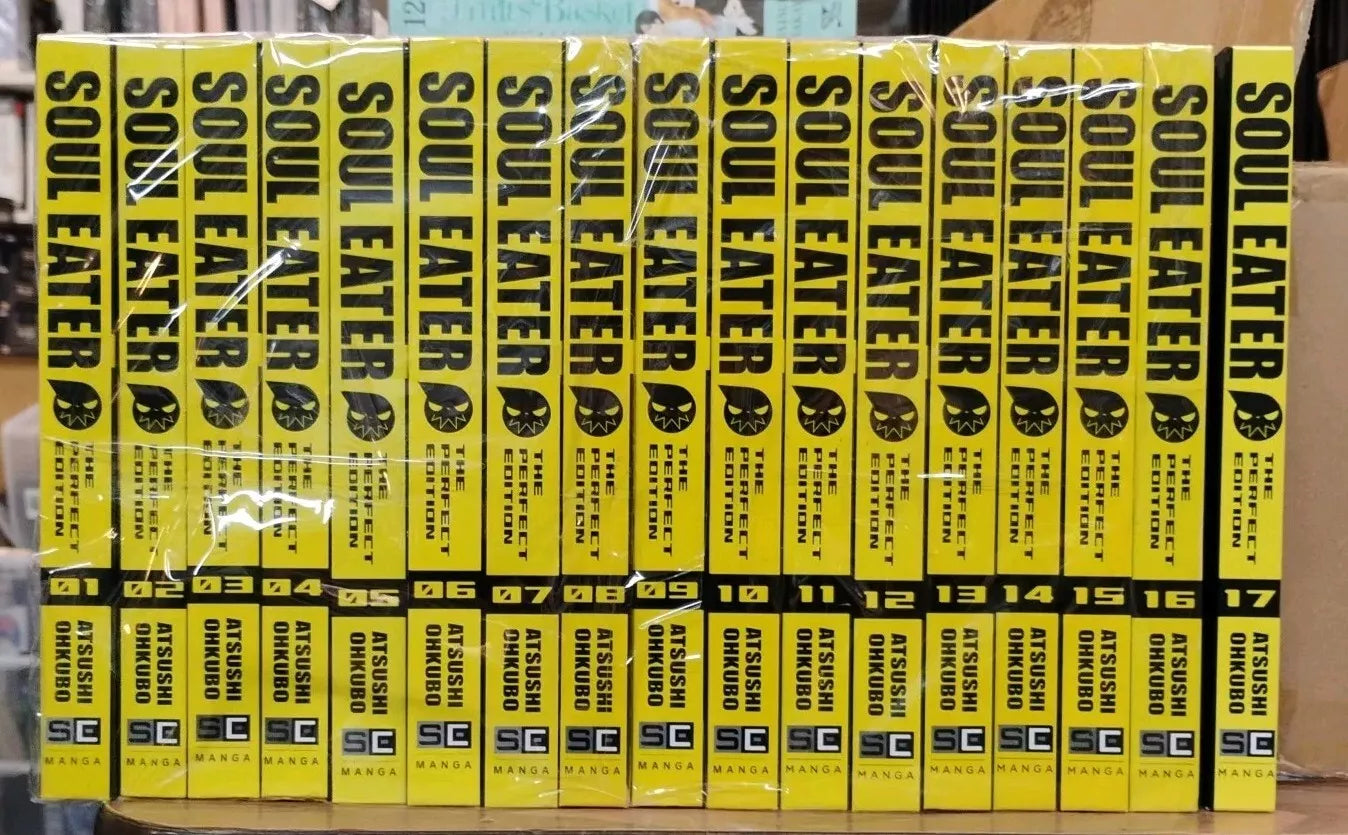 12
Fruits Basket
SOUL EATER
THE
PERFECT
EDITION
01
ATSUSHI
OHKUBO
SE
MANGA
SOUL EATER
THE
PERFECT
EDITION
02
ATSUSHI
OHKUBO
SE
MANGA
SOUL EATER
THE
PERFECT
EDITION
03
ATSUSHI
OHKUBO
SE
MANGA
SOUL EATER
THE
PERFECT
EDITION
04
ATSUSHI
OHKUBO
SE
MANGA
SOUL EATER
THE
PERFECT
EDITION
05
ATSUSHI
OHKUBO
SE
MANGA
SOUL EATER
THE
PERFECT
EDITION
06
ATSUSHI
OHKUBO
SE
MANGA
SOUL EATER
THE
PERFECT
EDITION
07
ATSUSHI
OHKUBO
SE
MANGA
SOUL EATER
THE
PERFECT
EDITION
08
ATSUSHI
OHKUBO
SE
MANGA
SOUL EATER
THE
PERFECT
EDITION
09
ATSUSHI
OHKUBO
SE
MANGA
SOUL EATER
THE
PERFECT
EDITION
10
ATSUSHI
OHKUBO
SE
MANGA
SOUL EATER
THE
PERFECT
EDITION
11
ATSUSHI
OHKUBO
SE
MANGA
SOUL EATER
THE
PERFECT
EDITION
12
ATSUSHI
OHKUBO
SE
MANGA
SOUL EATER
THE
PERFECT
EDITION
13
ATSUSHI
OHKUBO
SE
MANGA
SOUL EATER
THE
PERFECT
EDITION
14
ATSUSHI
OHKUBO
SE
MANGA
SOUL EATER
THE
PERFECT
EDITION
15
ATSUSHI
OHKUBO
SE
MANGA
SOUL EATER
THE
PERFECT
EDITION
16
ATSUSHI
OHKUBO
SE
MANGA
SOUL EATER
THE
PERFECT
EDITION
17
ATSUSHI
OHKUBO
SE
MANGA